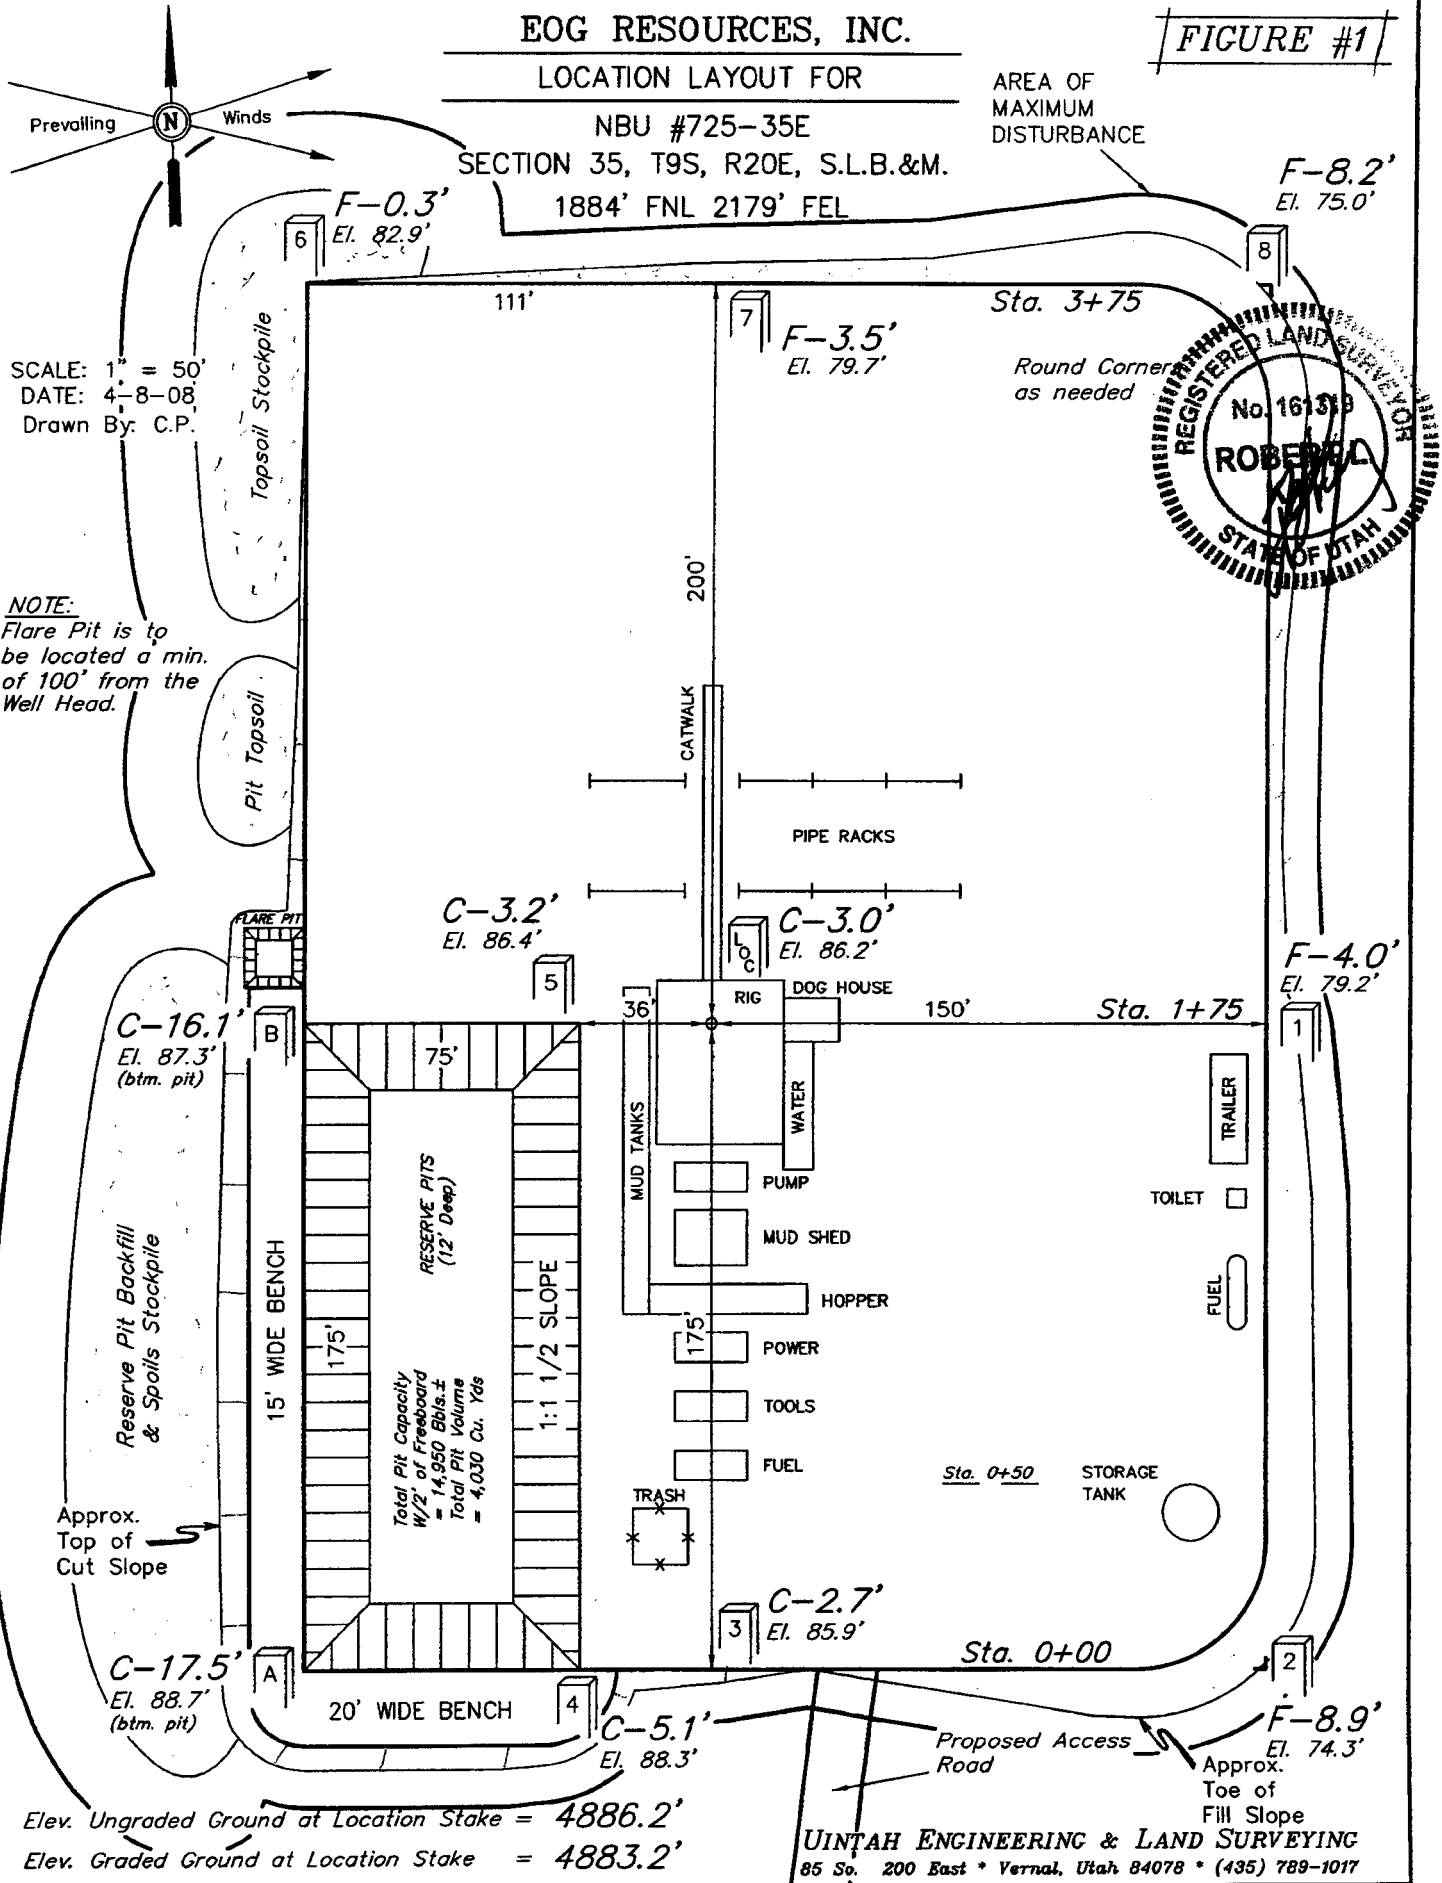 EOG RESOURCES, INC.
LOCATION LAYOUT FOR
NBU #725-35E
SECTION 35, T9S, R20E, S.L.B.&M.
1884' FNL 2179' FEL
FIGURE #1
AREA OF
MAXIMUM
DISTURBANCE
Prevailing
N
Winds
F-8.2'
El. 75.0'
8
F-0.3'
El. 82.9'
6
111'
7
F-3.5'
El. 79.7'
Sta. 3+75
Round Corners
as needed
REGISTERED LAND SURVEYOR
No. 161319
ROBERT L.
STATE OF UTAH
SCALE: 1" = 50'
DATE: 4-8-08
Drawn By: C.P.
Topsoil Stockpile
200'
NOTE:
Flare Pit is to
be located a min.
of 100' from the
Well Head.
Pit Topsoil
CATWALK
PIPE RACKS
FLARE PIT
C-3.2'
El. 86.4'
5
LOC
C-3.0'
El. 86.2'
F-4.0'
El. 79.2'
1
RIG
DOG HOUSE
36'
150'
Sta. 1+75
C-16.1'
El. 87.3'
(btm. pit)
B
75'
MUD TANKS
WATER
TRAILER
RESERVE PITS
(12' Deep)
PUMP
TOILET
MUD SHED
Reserve Pit Backfill
& Spoils Stockpile
15' WIDE BENCH
175'
1:1 1/2 SLOPE
HOPPER
FUEL
175'
POWER
Total Pit Capacity
W/2' of Freeboard
= 14,950 Bbls.±
Total Pit Volume
= 4,030 Cu. Yds
TOOLS
FUEL
Sta. 0+50
STORAGE
TANK
TRASH
Approx.
Top of
Cut Slope
3
C-2.7'
El. 85.9'
Sta. 0+00
2
C-17.5'
El. 88.7'
(btm. pit)
A
20' WIDE BENCH
4
C-5.1'
El. 88.3'
F-8.9'
El. 74.3'
Proposed Access
Road
Approx.
Toe of
Fill Slope
Elev. Ungraded Ground at Location Stake = 4886.2'
Elev. Graded Ground at Location Stake = 4883.2'
UINTAH ENGINEERING & LAND SURVEYING
85 So. 200 East * Vernal, Utah 84078 * (435) 789-1017